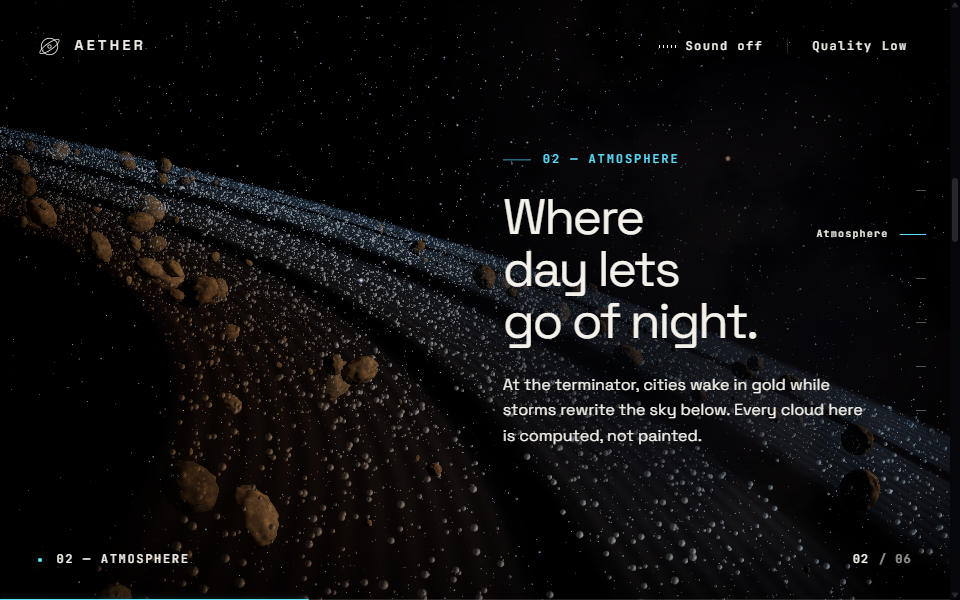 AETHER
Sound off
Quality Low
02 — ATMOSPHERE
Where
day lets
go of night.
Atmosphere
At the terminator, cities wake in gold while
storms rewrite the sky below. Every cloud here
is computed, not painted.
02 — ATMOSPHERE
02 / 06